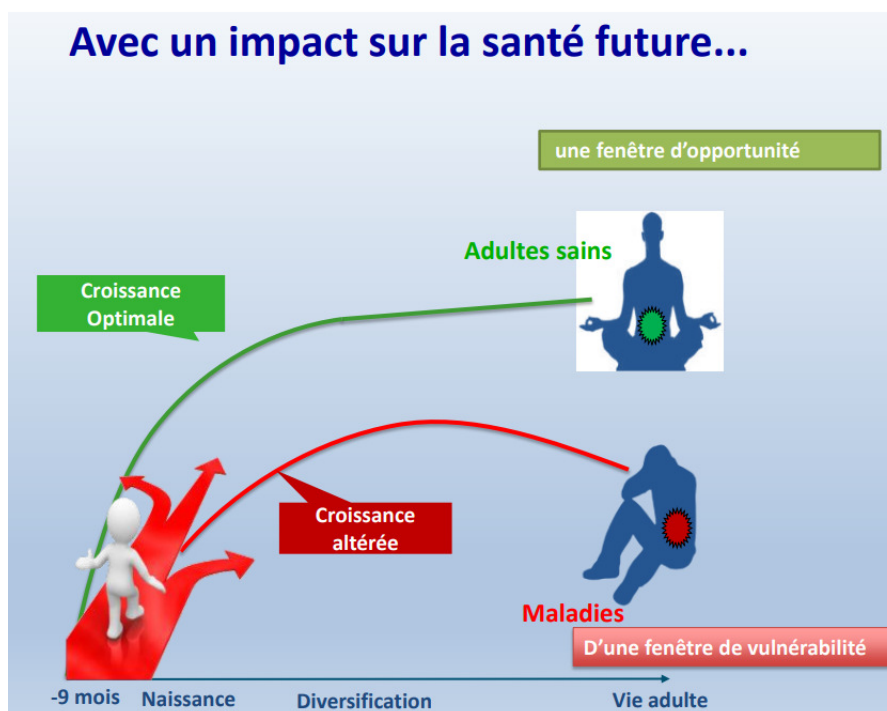 Avec un impact sur la santé future...
une fenêtre d'opportunité
Adultes sains
Croissance
Optimale
Croissance
altérée
Maladies
D'une fenêtre de vulnérabilité
-9 mois Naissance Diversification Vie adulte